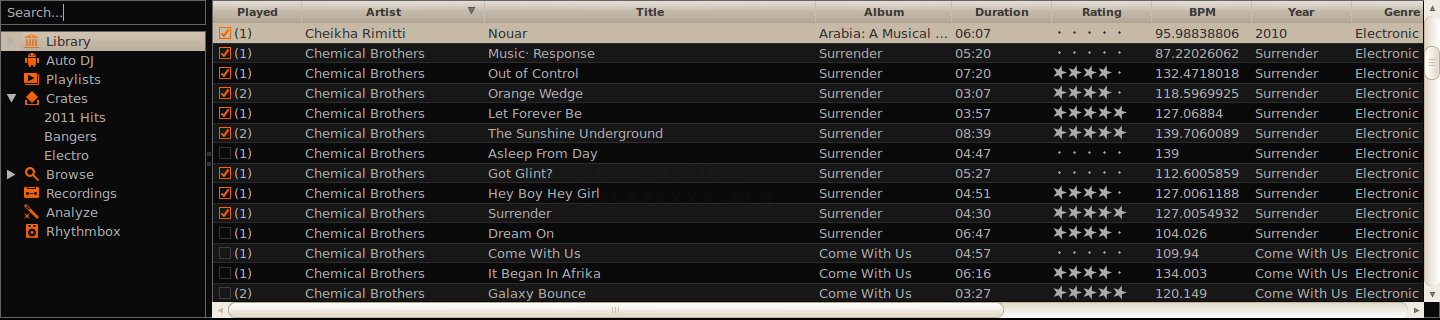 Search...
Library
Auto DJ
Playlists
Crates
2011 Hits
Bangers
Electro
Browse
Recordings
Analyze
Rhythmbox
Played Artist Title Album Duration Rating BPM Year Genre
(1) Cheikha Rimitti Nouar Arabia: A Musical ... 06:07 95.98838806 2010 Electronic
(1) Chemical Brothers Music· Response Surrender 05:20 87.22026062 Surrender Electronic
(1) Chemical Brothers Out of Control Surrender 07:20 132.4718018 Surrender Electronic
(2) Chemical Brothers Orange Wedge Surrender 03:07 118.5969925 Surrender Electronic
(1) Chemical Brothers Let Forever Be Surrender 03:57 127.06884 Surrender Electronic
(2) Chemical Brothers The Sunshine Underground Surrender 08:39 139.7060089 Surrender Electronic
(1) Chemical Brothers Asleep From Day Surrender 04:47 139 Surrender Electronic
(1) Chemical Brothers Got Glint? Surrender 05:27 112.6005859 Surrender Electronic
(1) Chemical Brothers Hey Boy Hey Girl Surrender 04:51 127.0061188 Surrender Electronic
(1) Chemical Brothers Surrender Surrender 04:30 127.0054932 Surrender Electronic
(1) Chemical Brothers Dream On Surrender 06:47 104.026 Surrender Electronic
(1) Chemical Brothers Come With Us Come With Us 04:57 109.94 Come With Us Electronic
(1) Chemical Brothers It Began In Afrika Come With Us 06:16 134.003 Come With Us Electronic
(2) Chemical Brothers Galaxy Bounce Come With Us 03:27 120.149 Come With Us Electronic